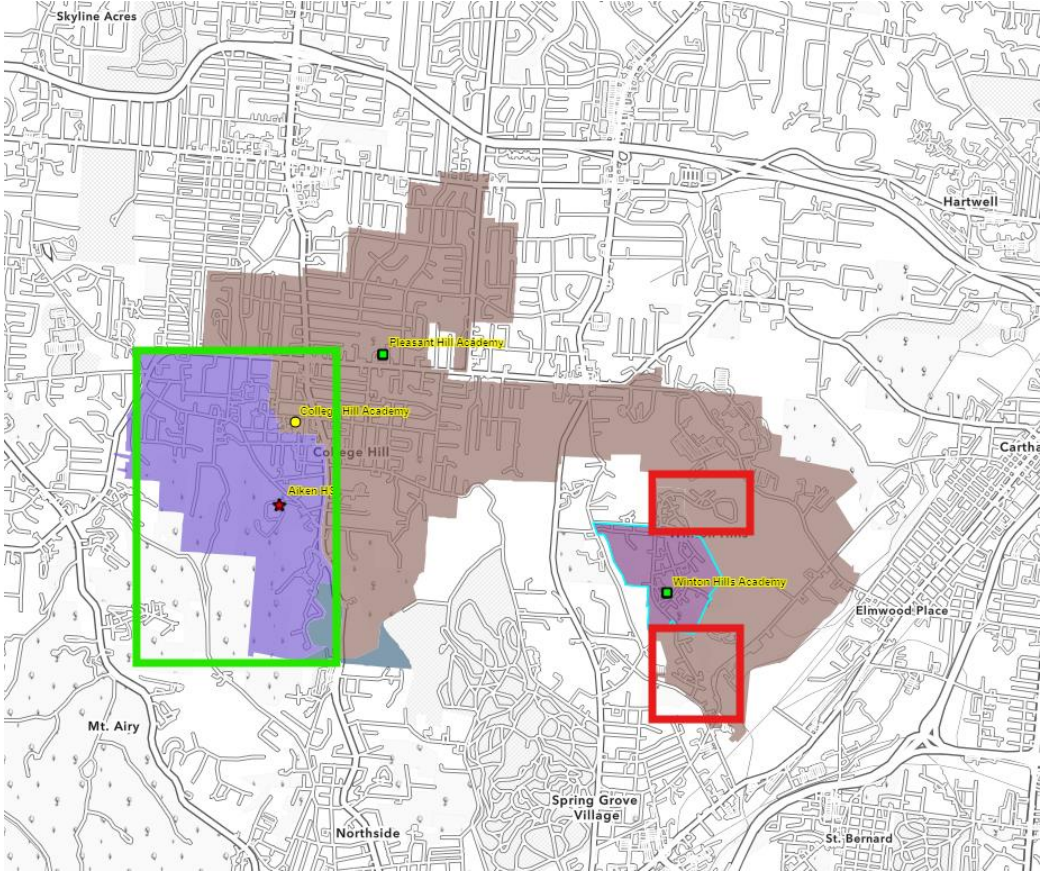 Skyline Acres
Hartwell
Pleasant Hill Academy
College Hill Academy
College Hill
Cartha
Aiken HS
Winton Hills Academy
Elmwood Place
Mt. Airy
Spring Grove
Village
Northside
St. Bernard